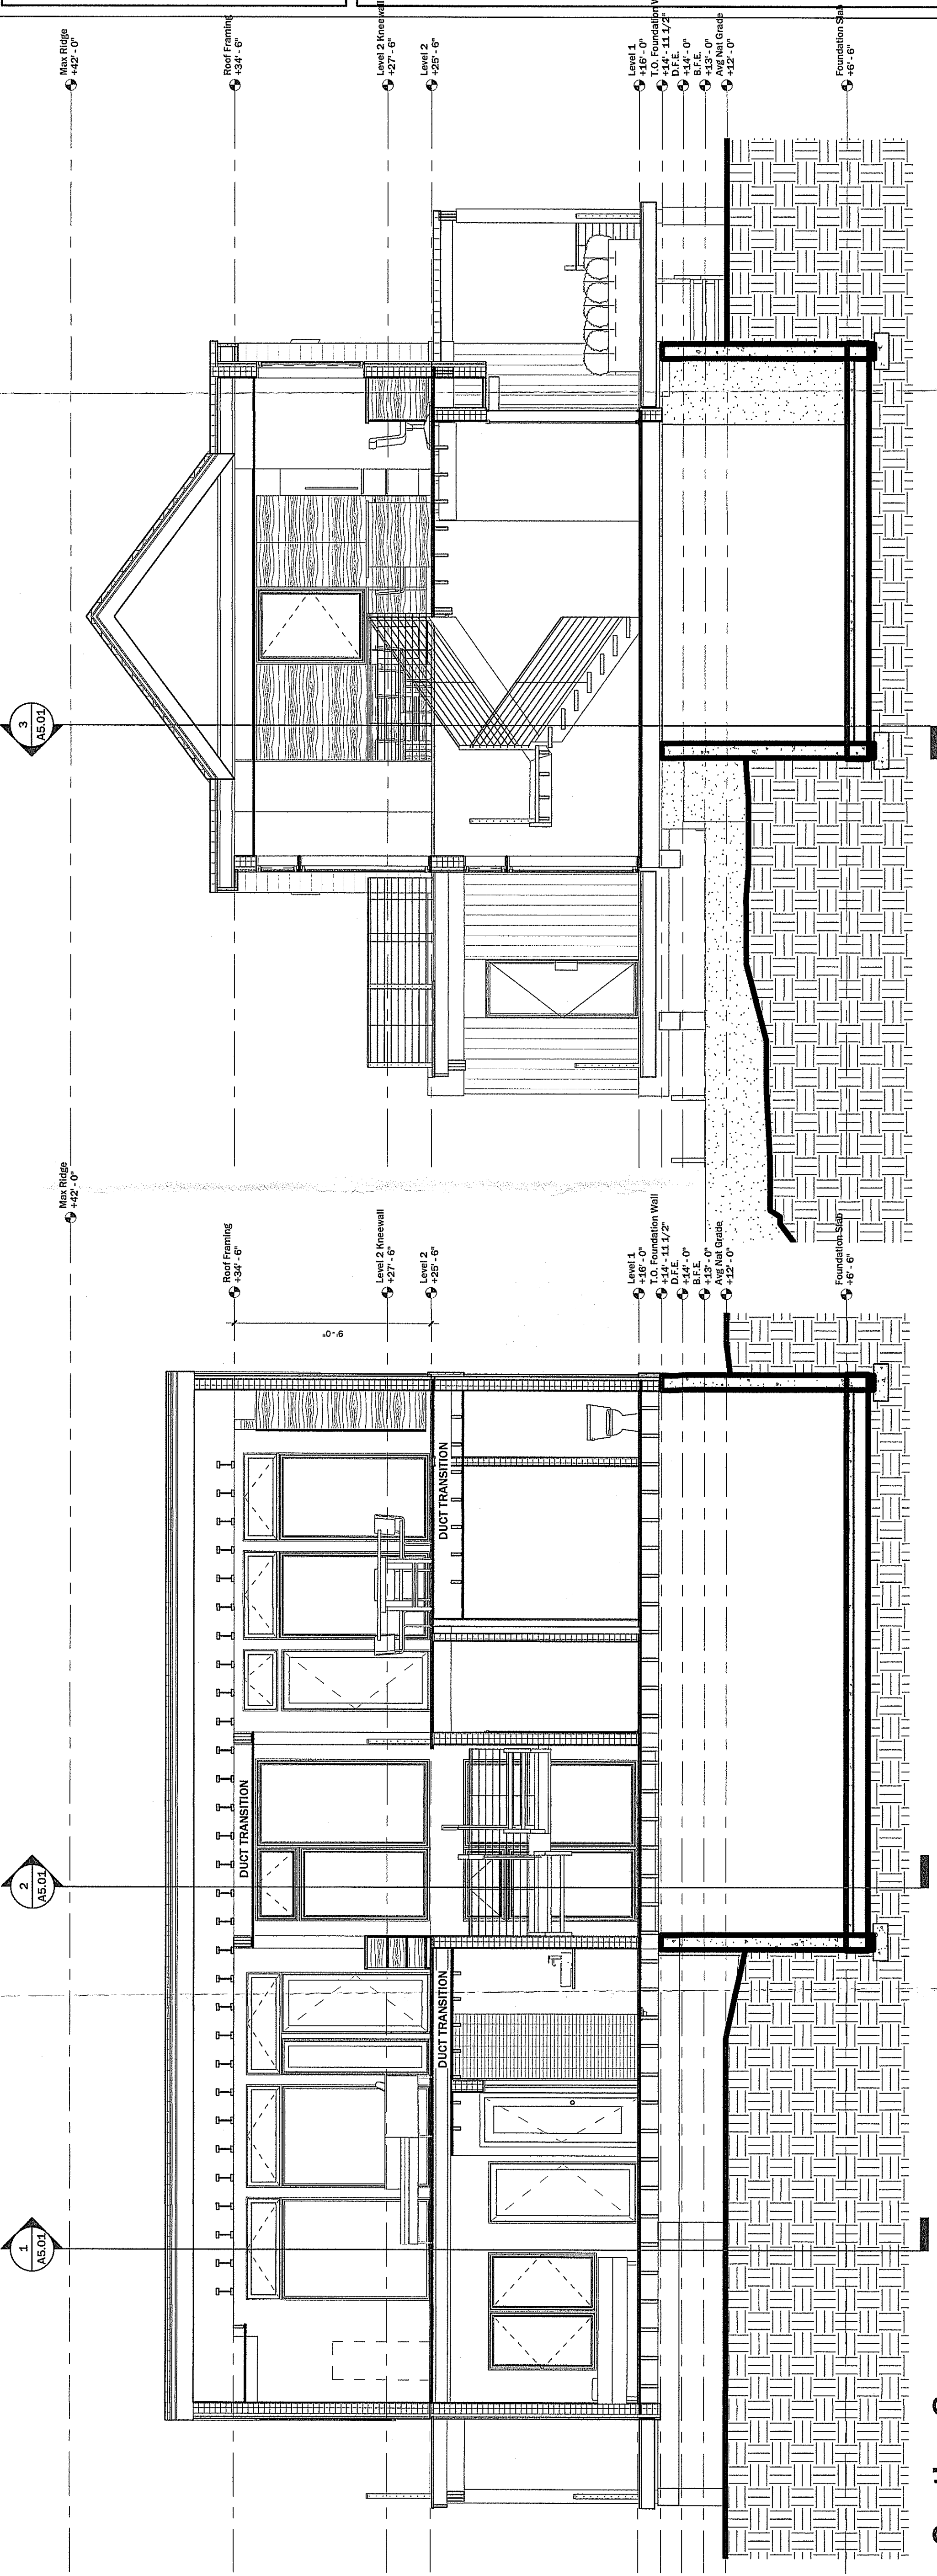 1
A5.01
2
A5.01
3
A5.01
Max Ridge
+42' - 0"
Roof Framing
+34' - 6"
Level 2 Kneewall
+27' - 6"
Level 2
+25' - 6"
Level 1
+16' - 0"
T.O. Foundation Wall
+14' - 11 1/2"
D.F.E.
+14' - 0"
B.F.E.
+13' - 0"
Avg Nat Grade
+12' - 0"
Foundation Slab
+6' - 6"
9' - 0"
DUCT TRANSITION
DUCT TRANSITION
DUCT TRANSITION
Max Ridge
+42' - 0"
Roof Framing
+34' - 6"
Level 2 Kneewall
+27' - 6"
Level 2
+25' - 6"
Level 1
+16' - 0"
T.O. Foundation W
+14' - 11 1/2"
D.F.E.
+14' - 0"
B.F.E.
+13' - 0"
Avg Nat Grade
+12' - 0"
Foundation Slab
+6' - 6"